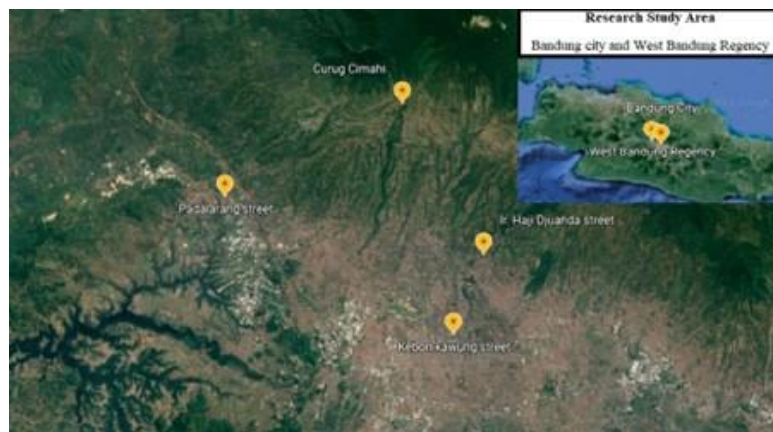 Research Study Area
Bandung city and West Bandung Regency
Bandung City
West Bandung Regency
Curug Cimahi
Padalarang street
Ir. Haji Djuanda street
Kebon kawung street